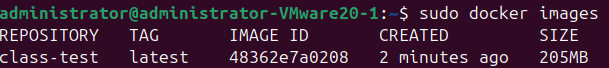 administrator@administrator-VMware20-1:~$ sudo docker images
REPOSITORY   TAG       IMAGE ID       CREATED         SIZE
class-test   latest    48362e7a0208   2 minutes ago   205MB